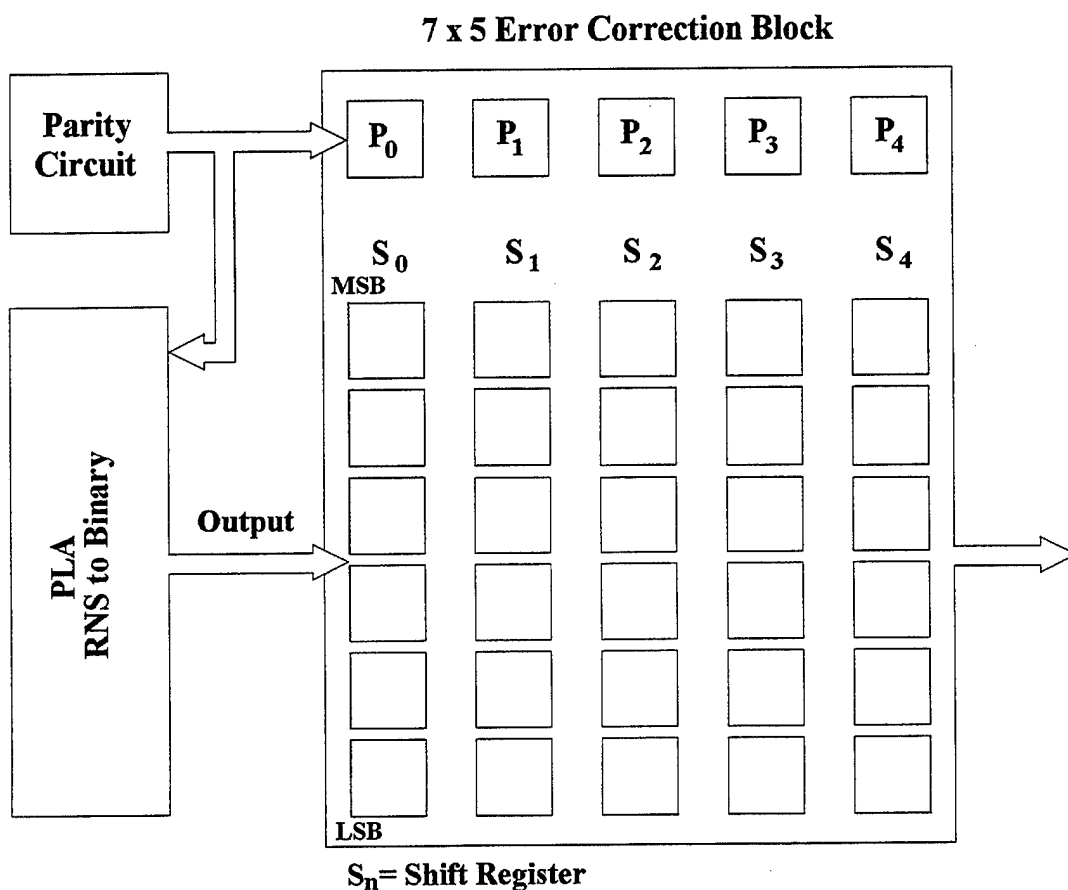 7 x 5 Error Correction Block
Parity
Circuit
P0 P1 P2 P3 P4
S0 S1 S2 S3 S4
MSB
PLA
RNS to Binary
Output
LSB
Sn= Shift Register